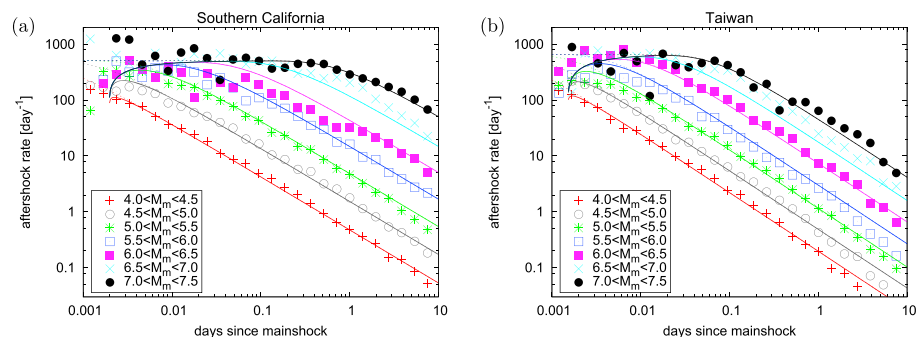 (a)
Southern California
aftershock rate [day-1]
1000
100
10
1
0.1
4.0<Mm<4.5
4.5<Mm<5.0
5.0<Mm<5.5
5.5<Mm<6.0
6.0<Mm<6.5
6.5<Mm<7.0
7.0<Mm<7.5
0.001 0.01 0.1 1 10
days since mainshock
(b)
Taiwan
aftershock rate [day-1]
1000
100
10
1
0.1
4.0<Mm<4.5
4.5<Mm<5.0
5.0<Mm<5.5
5.5<Mm<6.0
6.0<Mm<6.5
6.5<Mm<7.0
7.0<Mm<7.5
0.001 0.01 0.1 1 10
days since mainshock